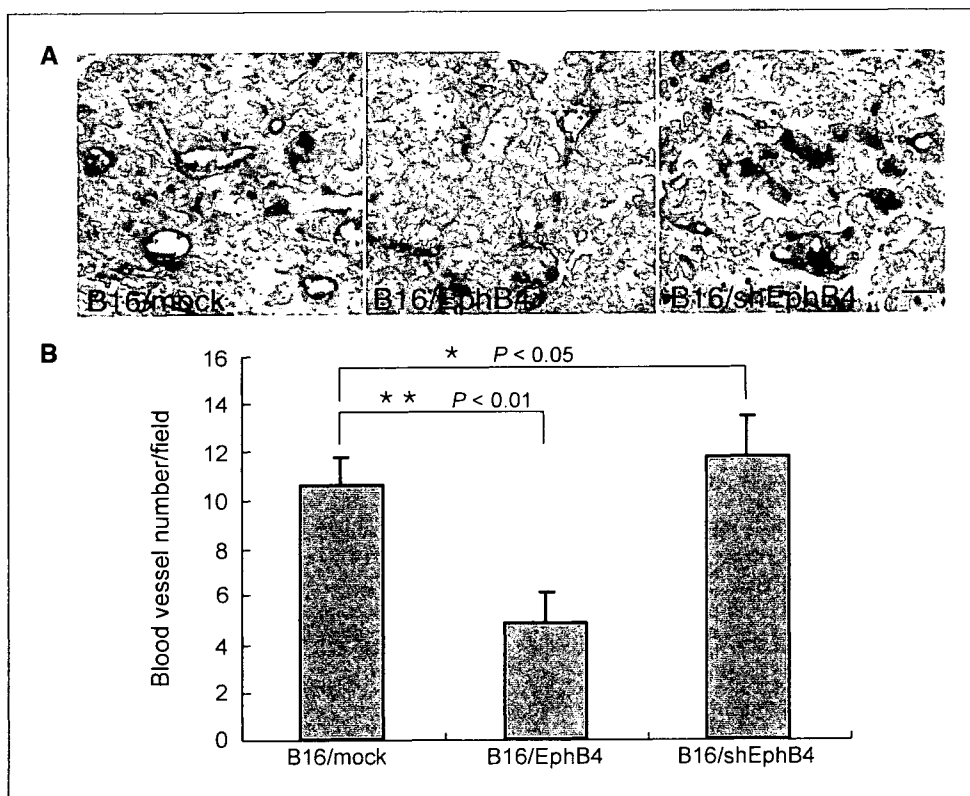 A
B16/mock
B16/EphB4
B16/shEphB4
B
Blood vessel number/field
16
14
12
10
8
6
4
2
0
* P < 0.05
** P < 0.01
B16/mock
B16/EphB4
B16/shEphB4